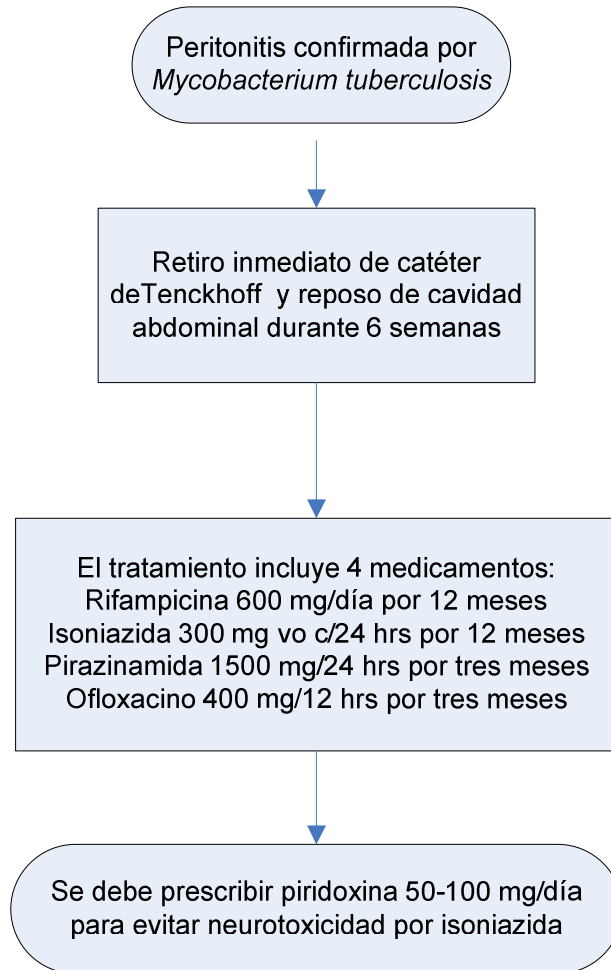 Peritonitis confirmada por
Mycobacterium tuberculosis
Retiro inmediato de catéter
deTenckhoff y reposo de cavidad
abdominal durante 6 semanas
El tratamiento incluye 4 medicamentos:
Rifampicina 600 mg/día por 12 meses
Isoniazida 300 mg vo c/24 hrs por 12 meses
Pirazinamida 1500 mg/24 hrs por tres meses
Ofloxacino 400 mg/12 hrs por tres meses
Se debe prescribir piridoxina 50-100 mg/día
para evitar neurotoxicidad por isoniazida